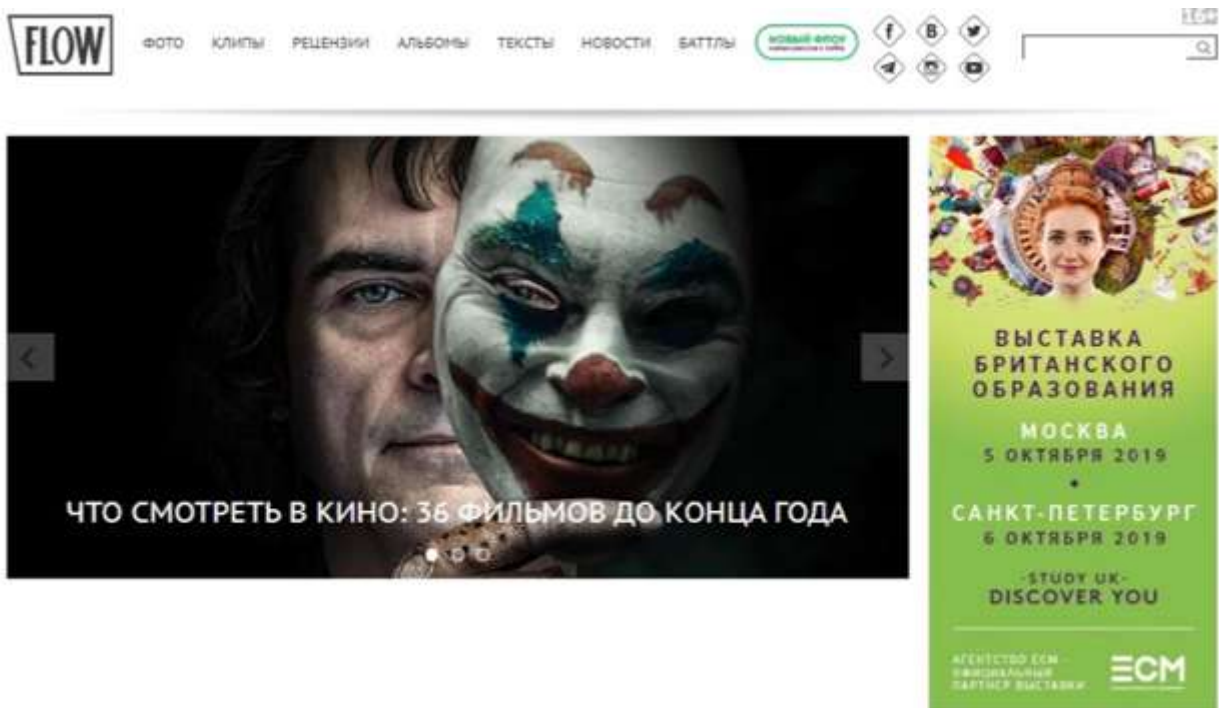 FLOW
ФОТО КЛИПЫ РЕЦЕНЗИИ АЛЬБОМЫ ТЕКСТЫ НОВОСТИ БАТТЛЫ НОВЫЙ ФЛОУ
16+
ЧТО СМОТРЕТЬ В КИНО: 36 ФИЛЬМОВ ДО КОНЦА ГОДА
ВЫСТАВКА
БРИТАНСКОГО
ОБРАЗОВАНИЯ
МОСКВА
5 ОКТЯБРЯ 2019
САНКТ-ПЕТЕРБУРГ
6 ОКТЯБРЯ 2019
-STUDY UK-
DISCOVER YOU
АГЕНТСТВО ECM -
ОФИЦИАЛЬНЫЙ
ПАРТНЕР ВЫСТАВКИ
ECM